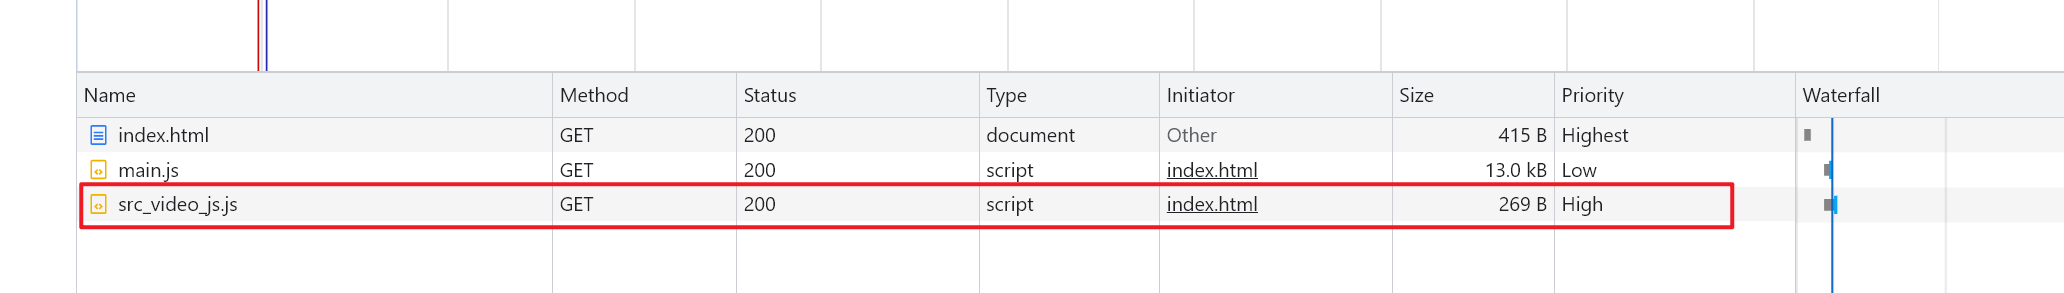 Name Method Status Type Initiator Size Priority Waterfall
index.html GET 200 document Other 415 B Highest
main.js GET 200 script index.html 13.0 kB Low
src_video_js.js GET 200 script index.html 269 B High